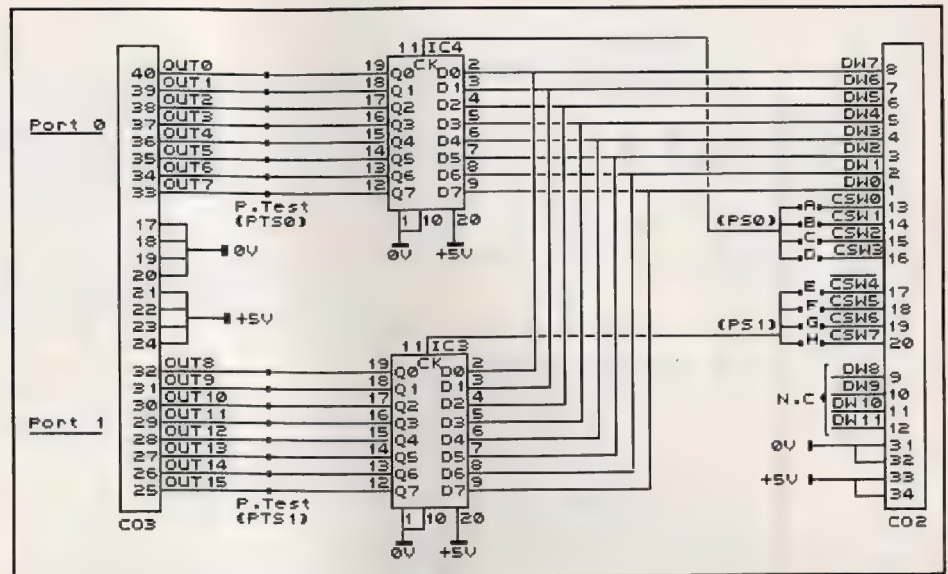 11 IC4
CK
40 OUT0 19 Q0 D0 2 DW7 8
39 OUT1 18 Q1 D1 3 DW6 7
38 OUT2 17 Q2 D2 4 DW5 6
Port 0
37 OUT3 16 Q3 D3 5 DW4 5
36 OUT4 15 Q4 D4 6 DW3 4
35 OUT5 14 Q5 D5 7 DW2 3
34 OUT6 13 Q6 D6 8 DW1 2
33 OUT7 12 Q7 D7 9 DW0 1
P.Test
(PTS0)
1 10 20
0V +5V
(PS0)
A CSW0 13
B CSW1 14
C CSW2 15
D CSW3 16
17
18
19
20
0V
21
22
23
24
+5V
(PS1)
E CSW4 17
F CSW5 18
G CSW6 19
H CSW7 20
11 IC3
CK
32 OUT8 19 Q0 D0 2
31 OUT9 18 Q1 D1 3
30 OUT10 17 Q2 D2 4
Port 1
29 OUT11 16 Q3 D3 5
28 OUT12 15 Q4 D4 6
27 OUT13 14 Q5 D5 7
26 OUT14 13 Q6 D6 8
25 OUT15 12 Q7 D7 9
P.Test
(PTS1)
1 10 20
0V +5V
N.C
DW8 9
DW9 10
DW10 11
DW11 12
0V 31
32
+5V 33
34
CO3
CO2